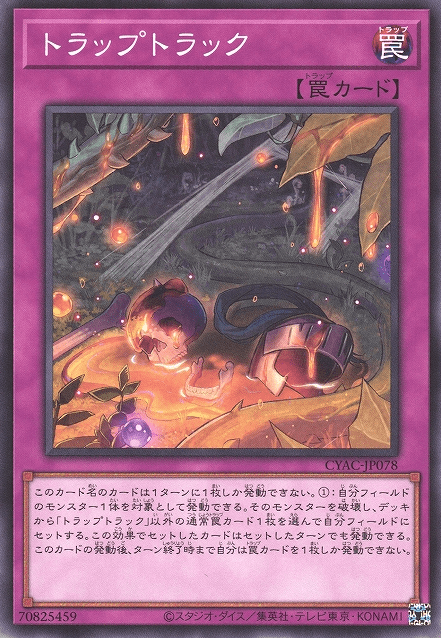 トラップトラック
罠
【罠カード】
CYAC-JP078
このカード名のカードは1ターンに1枚しか発動できない。①:自分フィールド
のモンスター1体を対象として発動できる。そのモンスターを破壊し、デッキ
から「トラップトラック」以外の通常罠カード1枚を選んで自分フィールドに
セットする。この効果でセットしたカードはセットしたターンでも発動できる。
このカードの発動後、ターン終了時まで自分は罠カードを1枚しか発動できない。
70825459 ©スタジオ・ダイス/集英社・テレビ東京・KONAMI